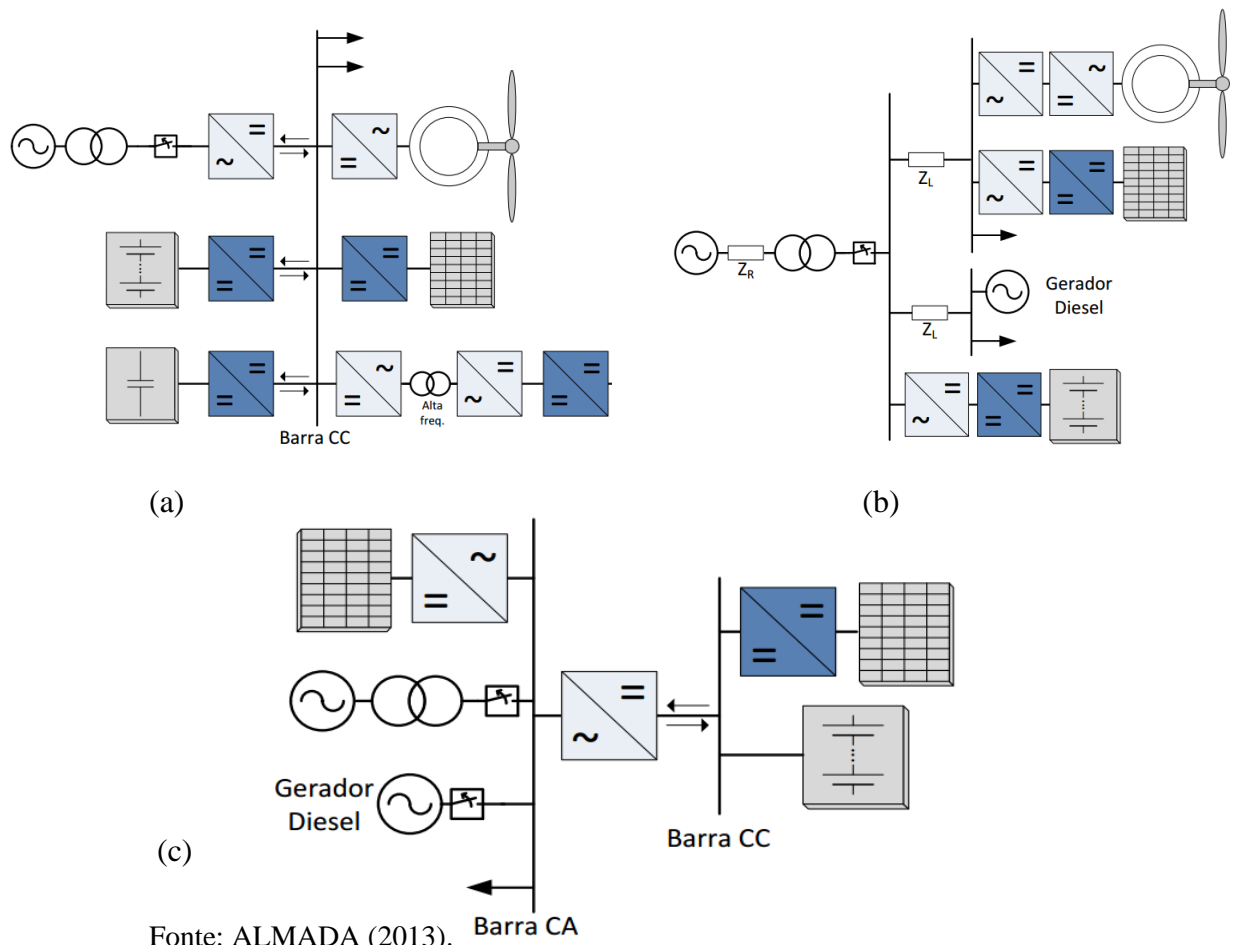 Z_L
Z_R
Gerador
Diesel
Z_L
Alta
freq.
Barra CC
(a)
(b)
Gerador
Diesel
Barra CC
(c)
Barra CA
Fonte: ALMADA (2013).